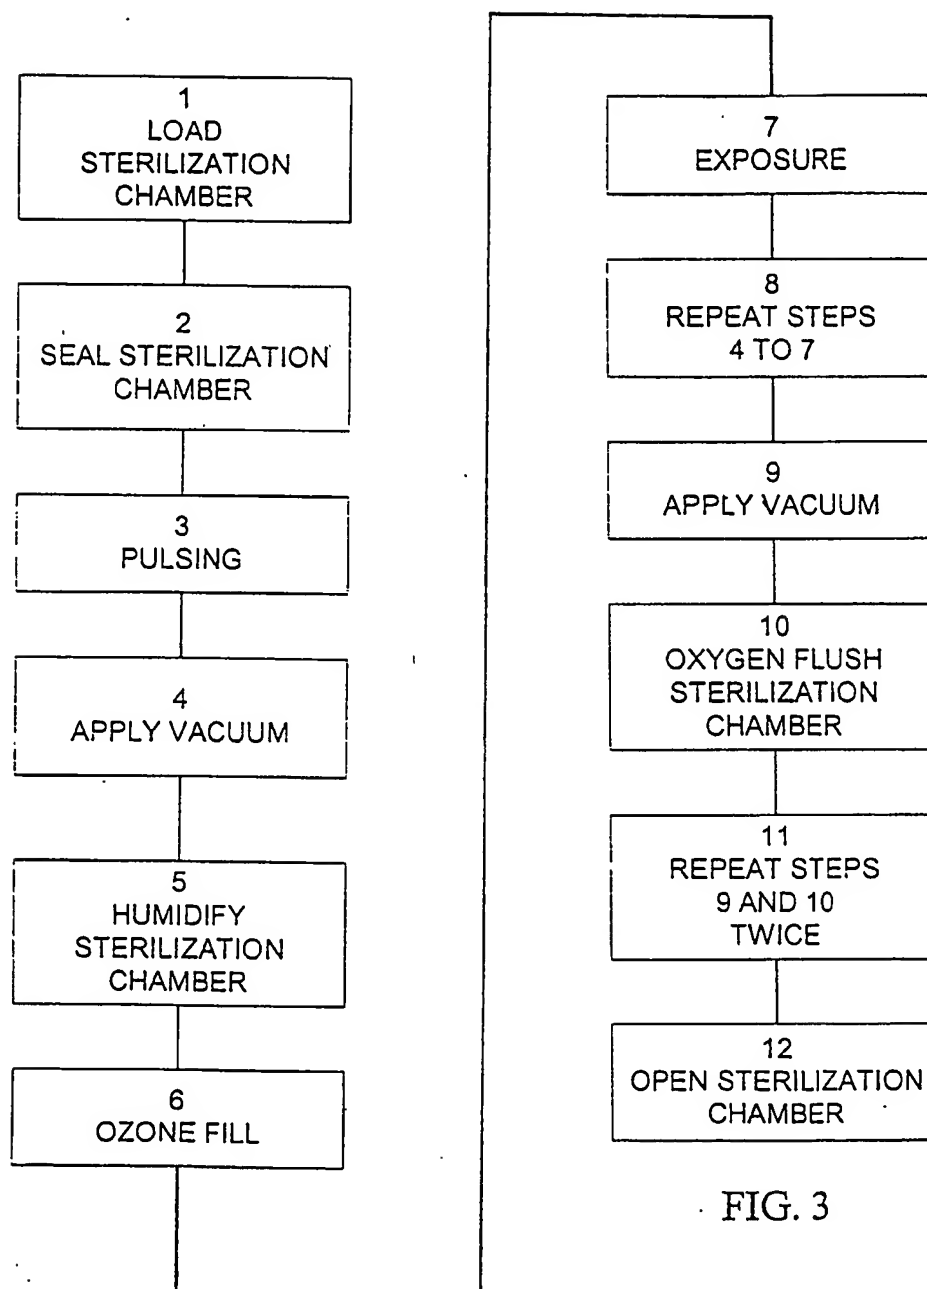 1
LOAD
STERILIZATION
CHAMBER
2
SEAL STERILIZATION
CHAMBER
3
PULSING
4
APPLY VACUUM
5
HUMIDIFY
STERILIZATION
CHAMBER
6
OZONE FILL
7
EXPOSURE
8
REPEAT STEPS
4 TO 7
9
APPLY VACUUM
10
OXYGEN FLUSH
STERILIZATION
CHAMBER
11
REPEAT STEPS
9 AND 10
TWICE
12
OPEN STERILIZATION
CHAMBER
FIG. 3